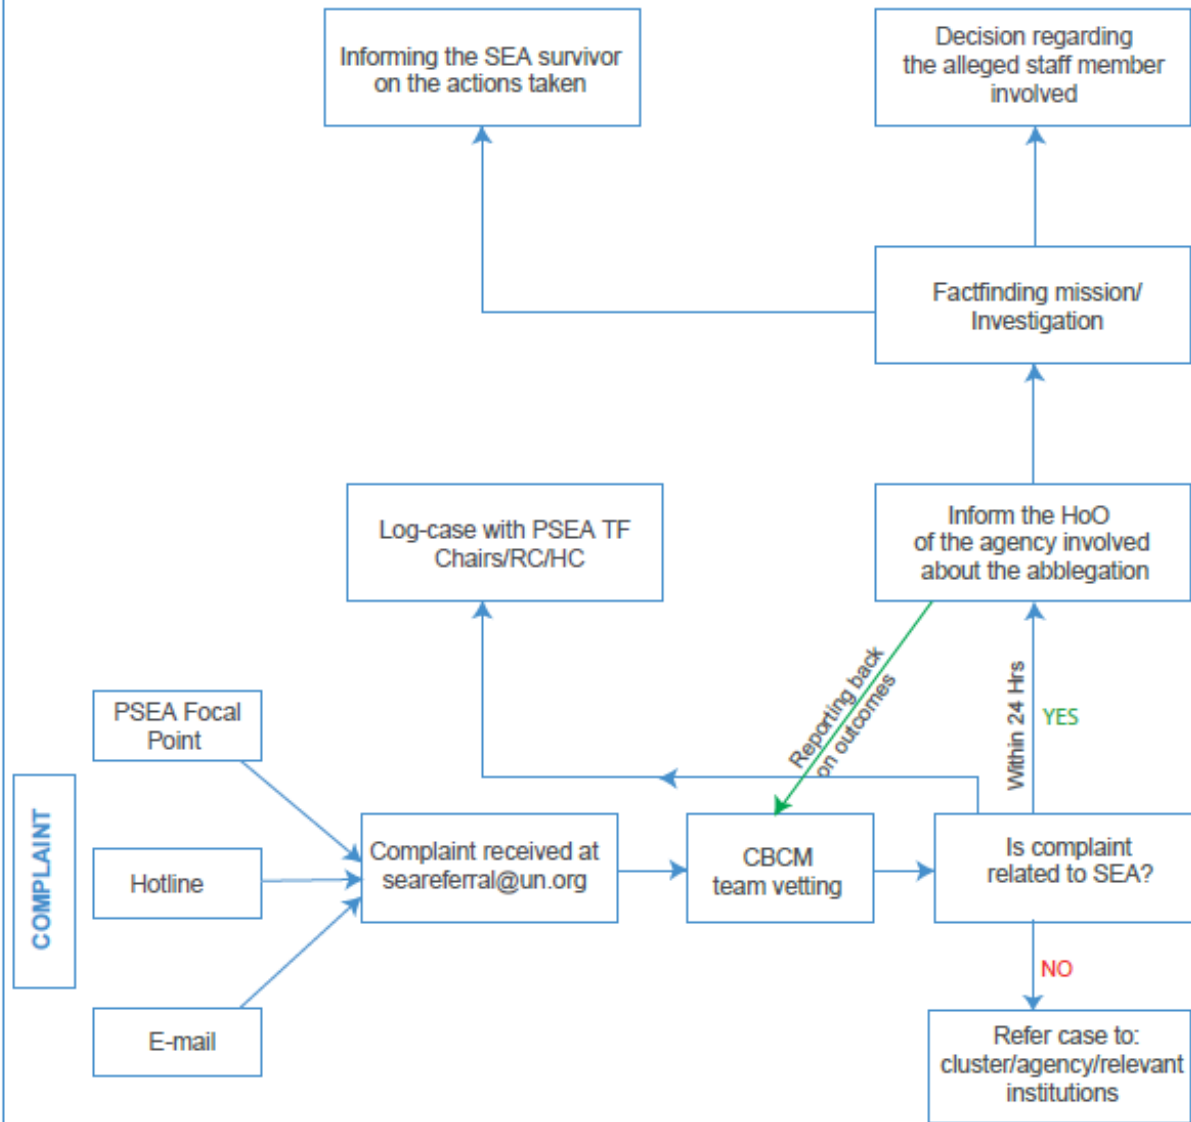 Informing the SEA survivor
on the actions taken
Decision regarding
the alleged staff member
involved
Factfinding mission/
Investigation
Log-case with PSEA TF
Chairs/RC/HC
Inform the HoO
of the agency involved
about the abblegation
Reporting back
on outcomes
Within 24 Hrs
YES
PSEA Focal
Point
COMPLAINT
Hotline
E-mail
Complaint received at
seareferral@un.org
CBCM
team vetting
Is complaint
related to SEA?
NO
Refer case to:
cluster/agency/relevant
institutions